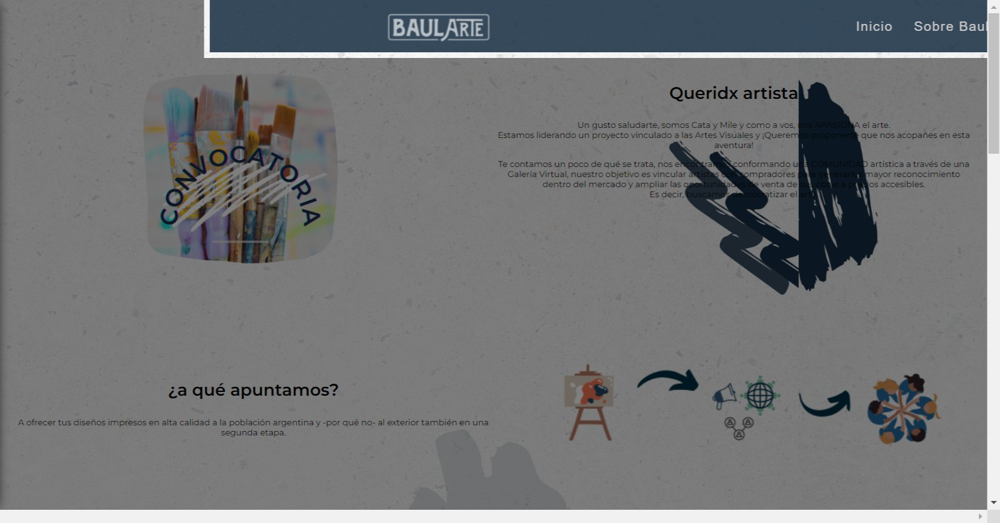 BAULARTE
Inicio
Sobre Baul
CONVOCATORIA
Queridx artista
Un gusto saludarte, somos Cata y Mile y como a vos, nos APASIONA el arte.
Estamos liderando un proyecto vinculado a las Artes Visuales y ¡Queremos proponerte que nos acopañes en esta
aventura!
Te contamos un poco de qué se trata, nos encontramos conformando una COMUNIDAD artística a través de una
Galería Virtual, nuestro objetivo es vincular artistas con sompradores para generarles mayor reconocimiento
dentro del mercado y ampliar las oportunidades de venta de sus obras a precios accesibles.
Es decir, buscamos democratizar el arte.
¿a qué apuntamos?
A ofrecer tus diseños impresos en alta calidad a la población argentina y -por qué no- al exterior también en una
segunda etapa.